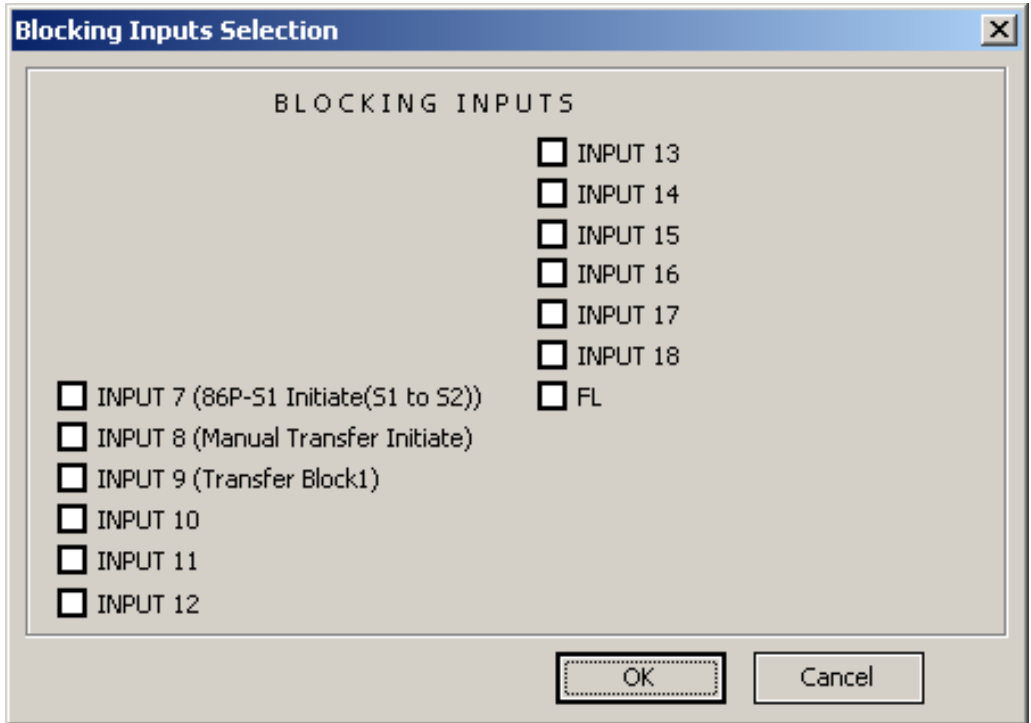 Blocking Inputs Selection
BLOCKING INPUTS
INPUT 13
INPUT 14
INPUT 15
INPUT 16
INPUT 17
INPUT 18
FL
INPUT 7 (86P-S1 Initiate(S1 to S2))
INPUT 8 (Manual Transfer Initiate)
INPUT 9 (Transfer Block1)
INPUT 10
INPUT 11
INPUT 12
OK
Cancel